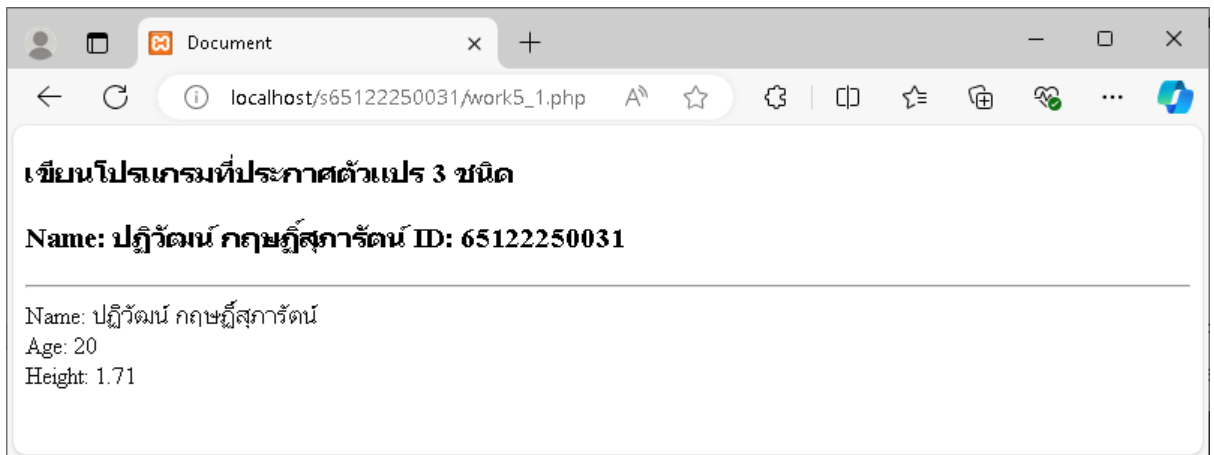 Document
localhost/s65122250031/work5_1.php
เขียนโปรแกรมที่ประกาศตัวแปร 3 ชนิด
Name: ปฏิวัฒน์ กฤษฎิ์สุภารัตน์ ID: 65122250031
Name: ปฏิวัฒน์ กฤษฎิ์สุภารัตน์
Age: 20
Height: 1.71